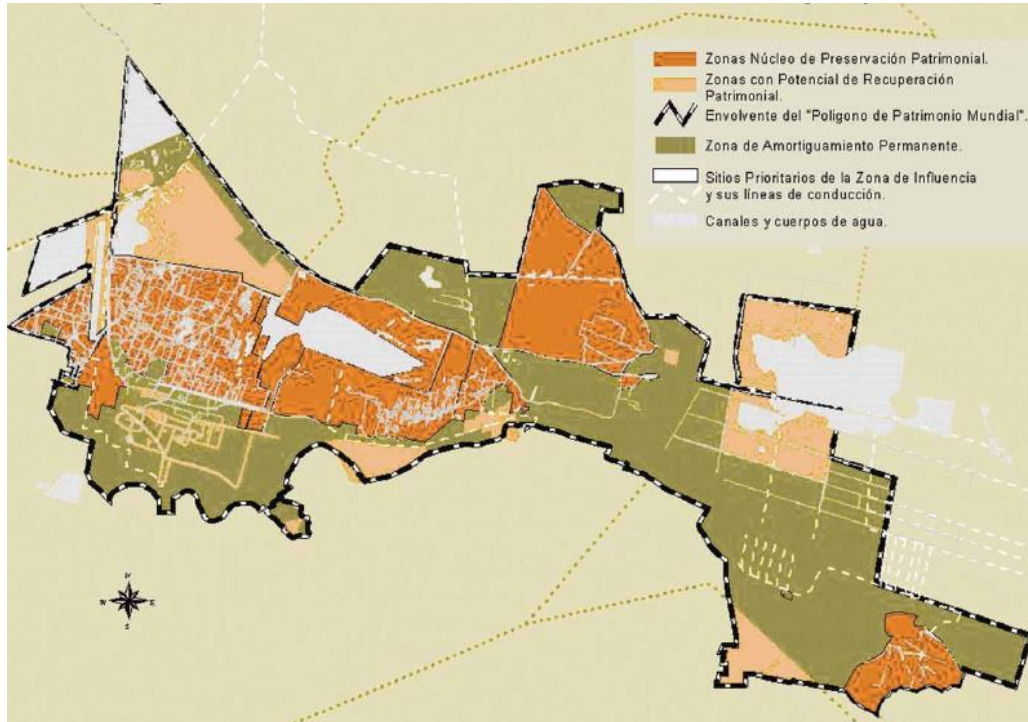 Zonas Núcleo de Preservación Patrimonial.
Zonas con Potencial de Recuperación
Patrimonial.
Envolvente del "Poligono de Patrimonio Mundial".
Zona de Amortiguamiento Permanente.
Sitios Prioritarios de la Zona de Influencia
y sus líneas de conducción.
Canales y cuerpos de agua.
N
W E
S